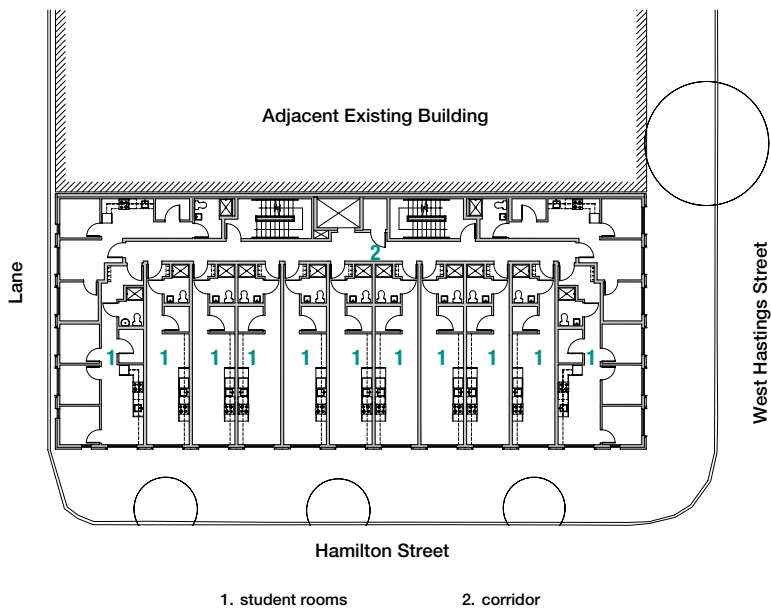 Adjacent Existing Building
2
Lane
West Hastings Street
1 1 1 1 1 1 1 1 1 1 1
Hamilton Street
1. student rooms 2. corridor